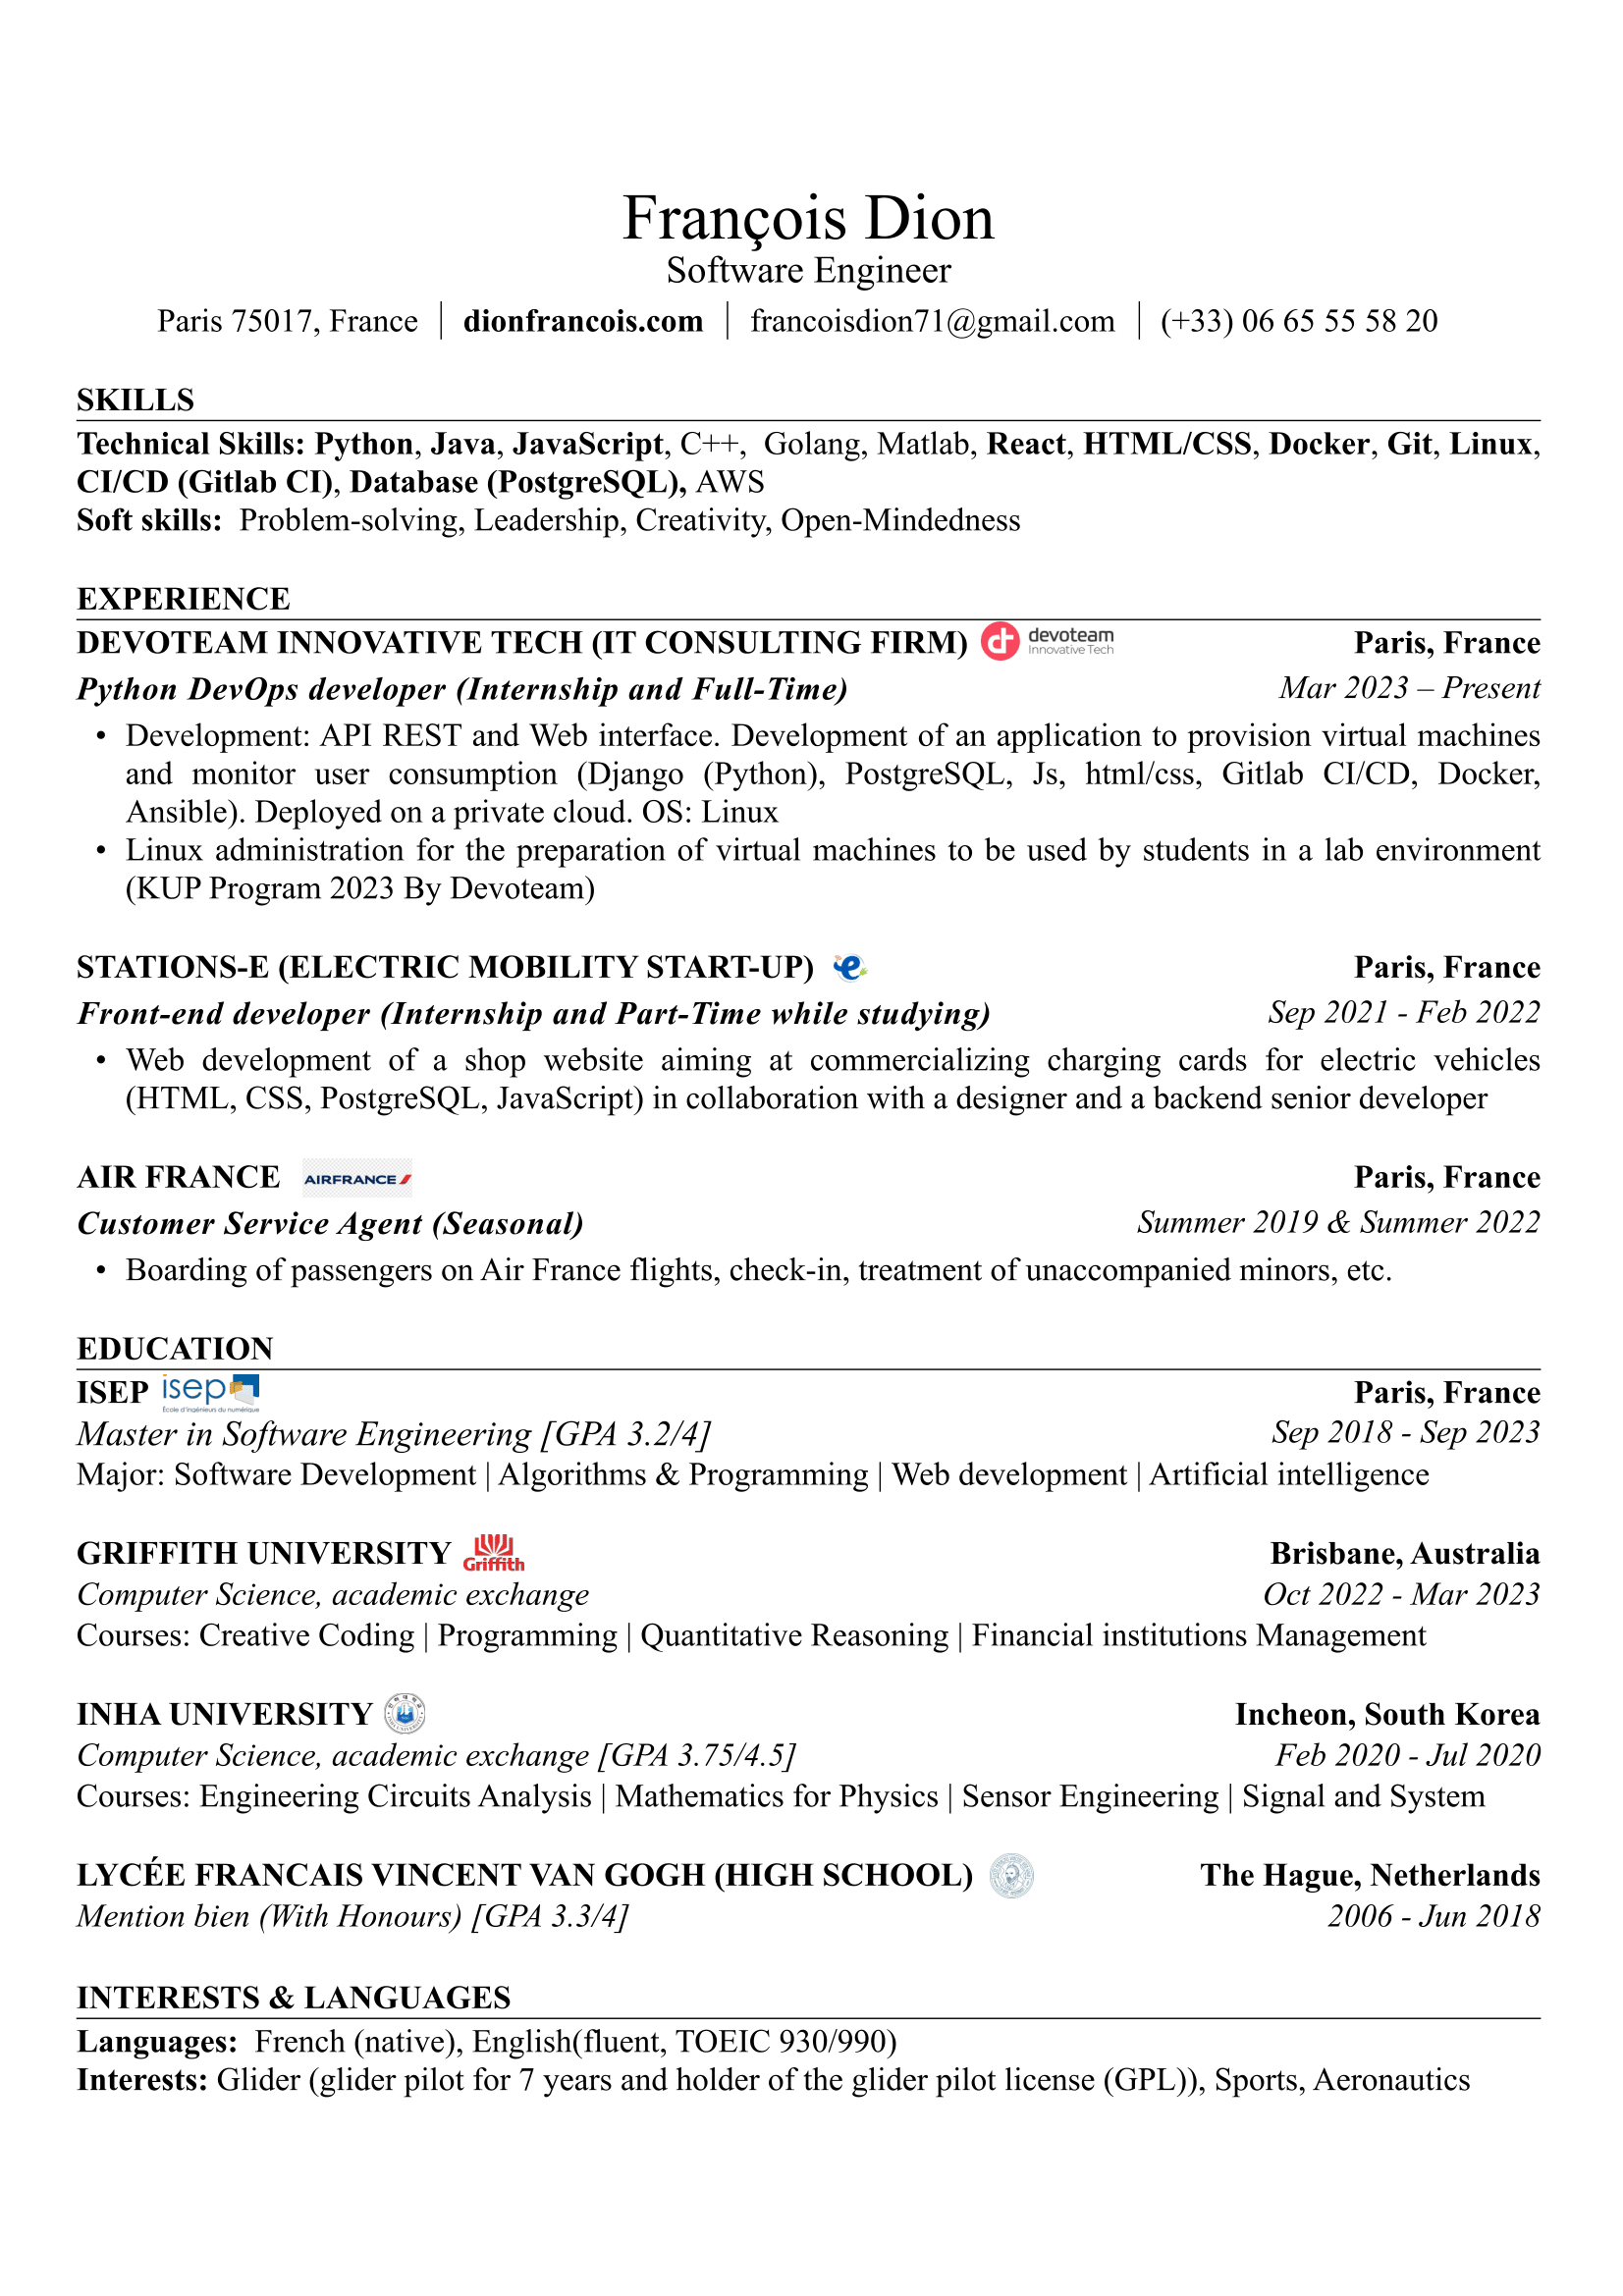 François Dion
Software Engineer
Paris 75017, France | dionfrancois.com | francoisdion71@gmail.com | (+33) 06 65 55 58 20
SKILLS
Technical Skills: Python, Java, JavaScript, C++, Golang, Matlab, React, HTML/CSS, Docker, Git, Linux,
CI/CD (Gitlab CI), Database (PostgreSQL), AWS
Soft skills: Problem-solving, Leadership, Creativity, Open-Mindedness
EXPERIENCE
DEVOTEAM INNOVATIVE TECH (IT CONSULTING FIRM) devoteam Innovative Tech Paris, France
Python DevOps developer (Internship and Full-Time) Mar 2023 – Present
• Development: API REST and Web interface. Development of an application to provision virtual machines
and monitor user consumption (Django (Python), PostgreSQL, Js, html/css, Gitlab CI/CD, Docker,
Ansible). Deployed on a private cloud. OS: Linux
• Linux administration for the preparation of virtual machines to be used by students in a lab environment
(KUP Program 2023 By Devoteam)
STATIONS-E (ELECTRIC MOBILITY START-UP) e Paris, France
Front-end developer (Internship and Part-Time while studying) Sep 2021 - Feb 2022
• Web development of a shop website aiming at commercializing charging cards for electric vehicles
(HTML, CSS, PostgreSQL, JavaScript) in collaboration with a designer and a backend senior developer
AIR FRANCE AIRFRANCE Paris, France
Customer Service Agent (Seasonal) Summer 2019 & Summer 2022
• Boarding of passengers on Air France flights, check-in, treatment of unaccompanied minors, etc.
EDUCATION
ISEP isep École d'ingénieurs du numérique Paris, France
Master in Software Engineering [GPA 3.2/4] Sep 2018 - Sep 2023
Major: Software Development | Algorithms & Programming | Web development | Artificial intelligence
GRIFFITH UNIVERSITY Griffith Brisbane, Australia
Computer Science, academic exchange Oct 2022 - Mar 2023
Courses: Creative Coding | Programming | Quantitative Reasoning | Financial institutions Management
INHA UNIVERSITY Incheon, South Korea
Computer Science, academic exchange [GPA 3.75/4.5] Feb 2020 - Jul 2020
Courses: Engineering Circuits Analysis | Mathematics for Physics | Sensor Engineering | Signal and System
LYCÉE FRANCAIS VINCENT VAN GOGH (HIGH SCHOOL) The Hague, Netherlands
Mention bien (With Honours) [GPA 3.3/4] 2006 - Jun 2018
INTERESTS & LANGUAGES
Languages: French (native), English(fluent, TOEIC 930/990)
Interests: Glider (glider pilot for 7 years and holder of the glider pilot license (GPL)), Sports, Aeronautics